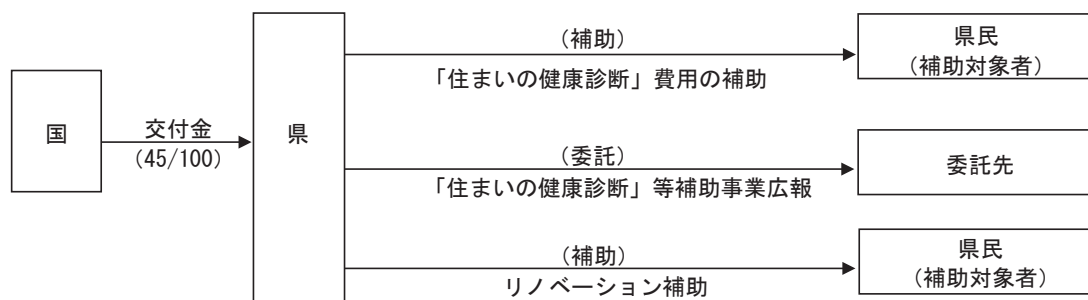 国
交付金
（45/100）
県
（補助）
「住まいの健康診断」費用の補助
県民
（補助対象者）
（委託）
「住まいの健康診断」等補助事業広報
委託先
（補助）
リノベーション補助
県民
（補助対象者）